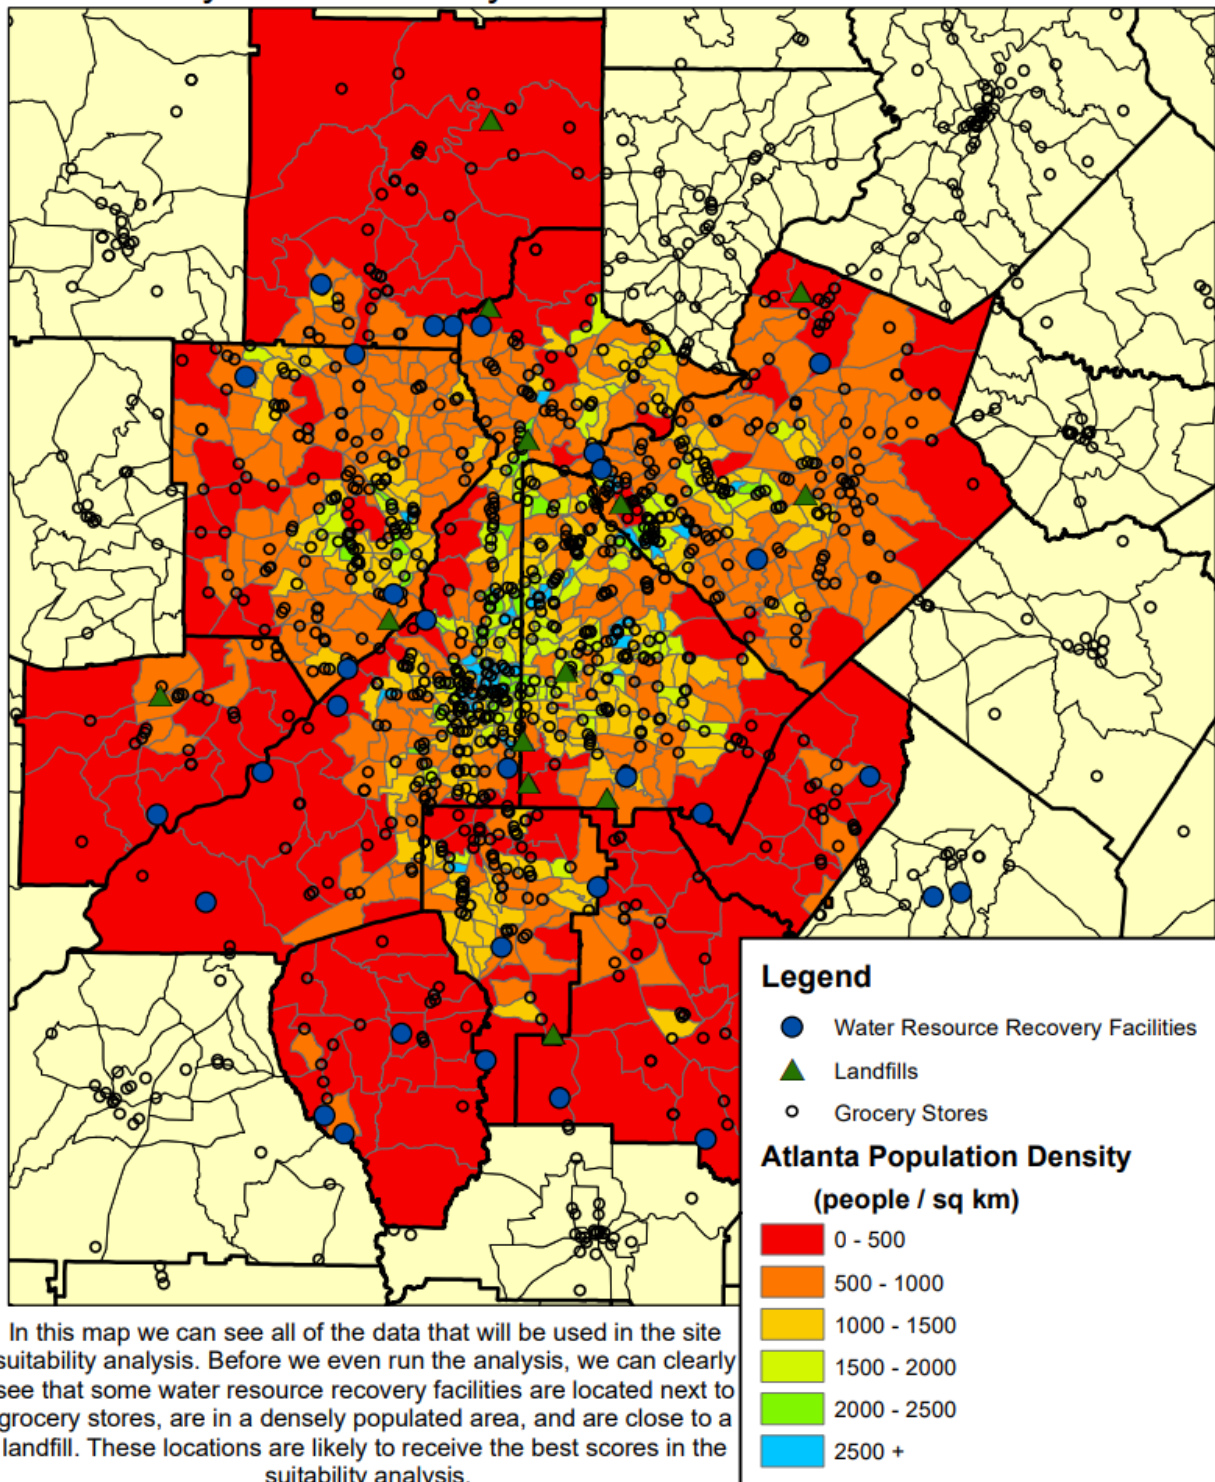 Legend
Water Resource Recovery Facilities
Landfills
Grocery Stores
Atlanta Population Density
(people / sq km)
0 - 500
500 - 1000
1000 - 1500
1500 - 2000
2000 - 2500
2500 +
In this map we can see all of the data that will be used in the site
suitability analysis. Before we even run the analysis, we can clearly
see that some water resource recovery facilities are located next to
grocery stores, are in a densely populated area, and are close to a
landfill. These locations are likely to receive the best scores in the
suitability analysis.